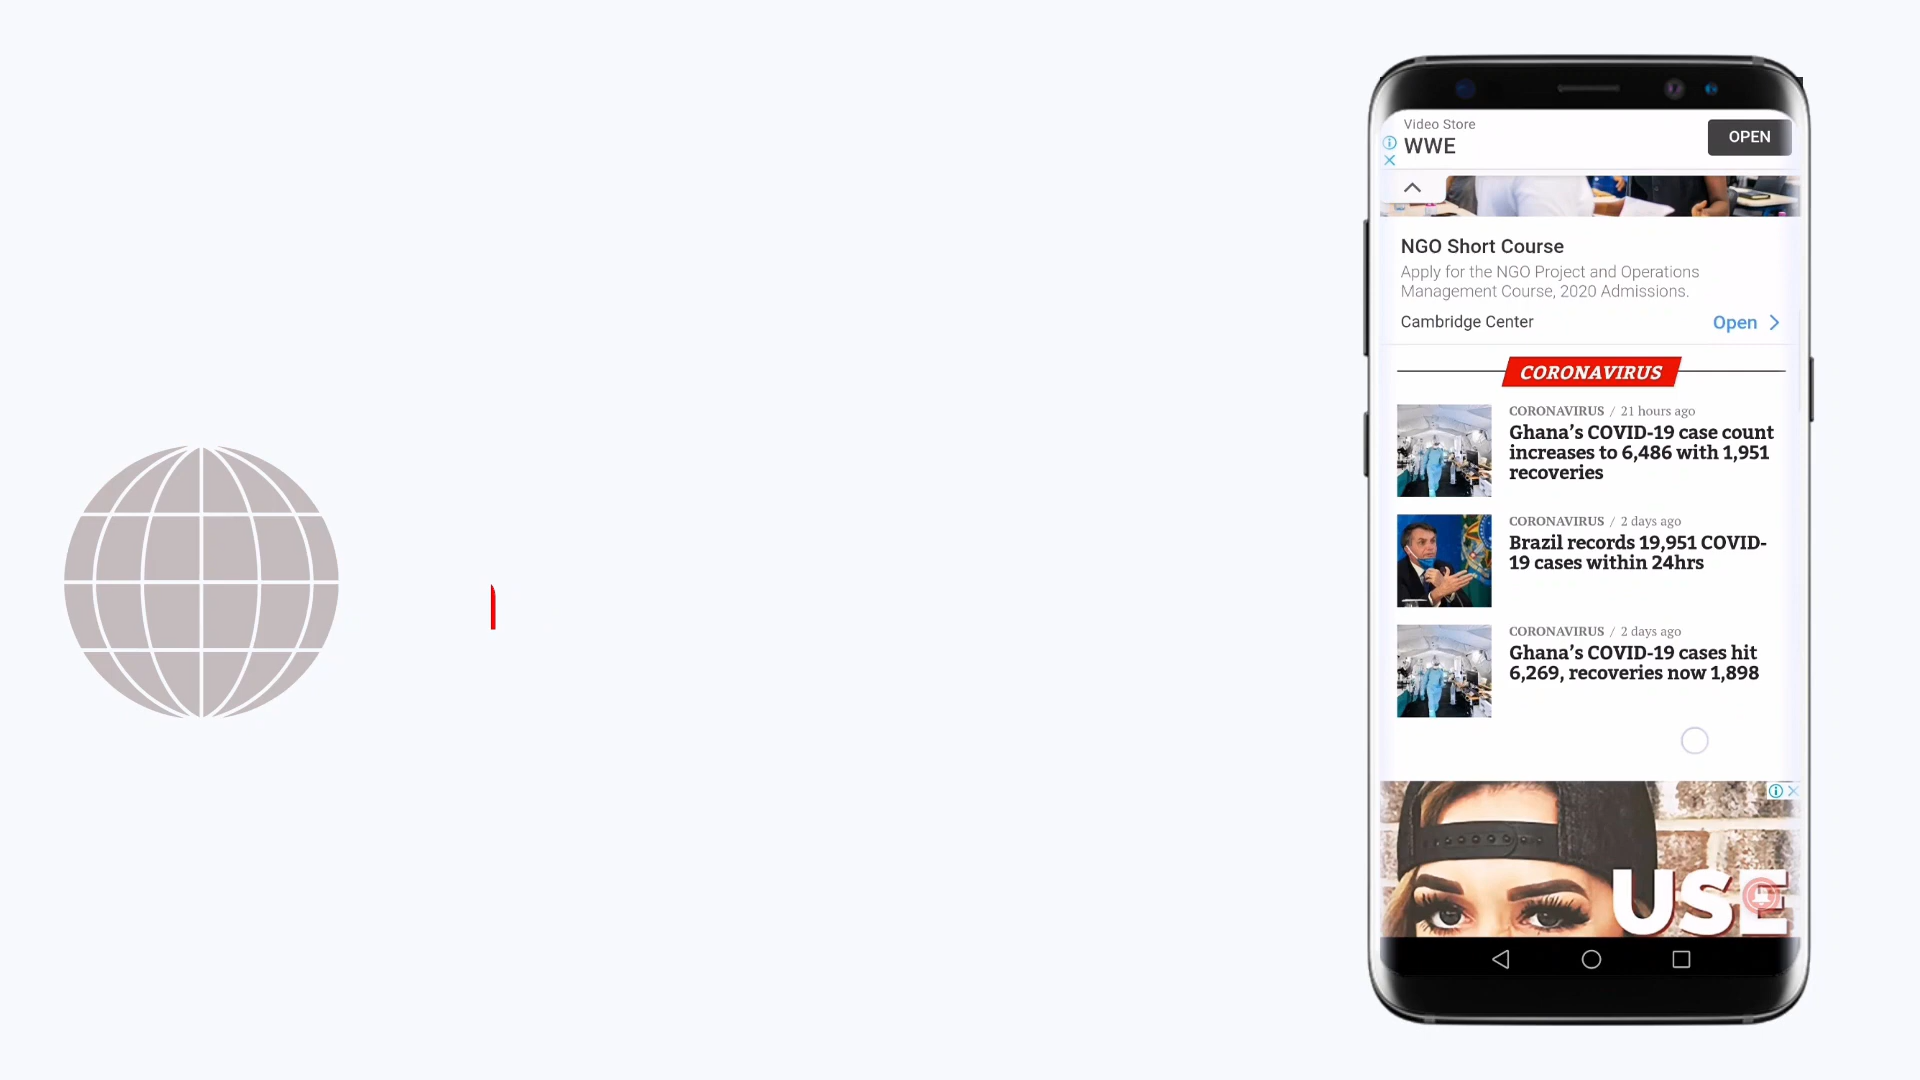 Video Store
WWE
OPEN
NGO Short Course
Apply for the NGO Project and Operations
Management Course, 2020 Admissions.
Cambridge Center
Open
CORONAVIRUS
CORONAVIRUS / 21 hours ago
Ghana's COVID-19 case count
increases to 6,486 with 1,951
recoveries
CORONAVIRUS / 2 days ago
Brazil records 19,951 COVID-
19 cases within 24hrs
CORONAVIRUS / 2 days ago
Ghana's COVID-19 cases hit
6,269, recoveries now 1,898
USE